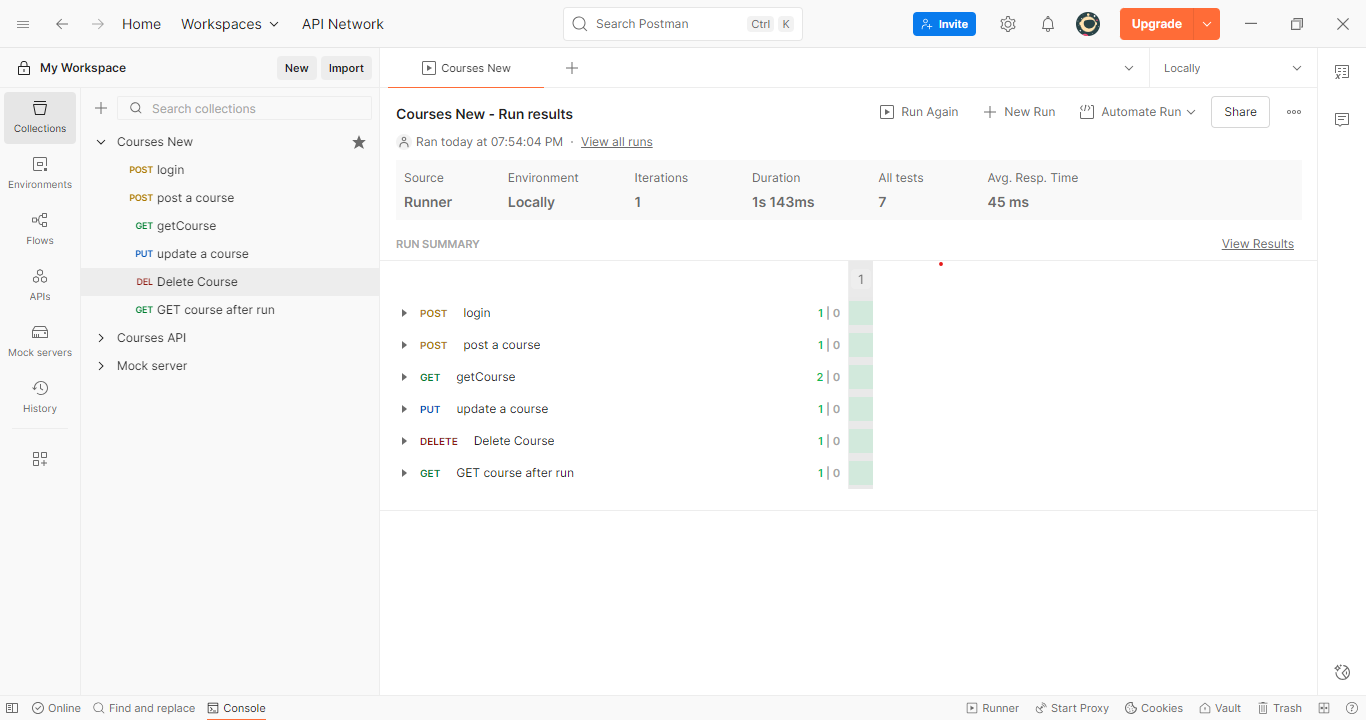 Home Workspaces API Network Search Postman Ctrl K Invite Upgrade
My Workspace New Import Courses New Locally
Collections
Environments
Flows
APIs
Mock servers
History
Search collections
Courses New
POST login
POST post a course
GET getCourse
PUT update a course
DEL Delete Course
GET GET course after run
Courses API
Mock server
Courses New - Run results Run Again New Run Automate Run Share
Ran today at 07:54:04 PM · View all runs
Source Environment Iterations Duration All tests Avg. Resp. Time
Runner Locally 1 1s 143ms 7 45 ms
RUN SUMMARY View Results
1
POST login 1 | 0
POST post a course 1 | 0
GET getCourse 2 | 0
PUT update a course 1 | 0
DELETE Delete Course 1 | 0
GET GET course after run 1 | 0
Online Find and replace Console Runner Start Proxy Cookies Vault Trash